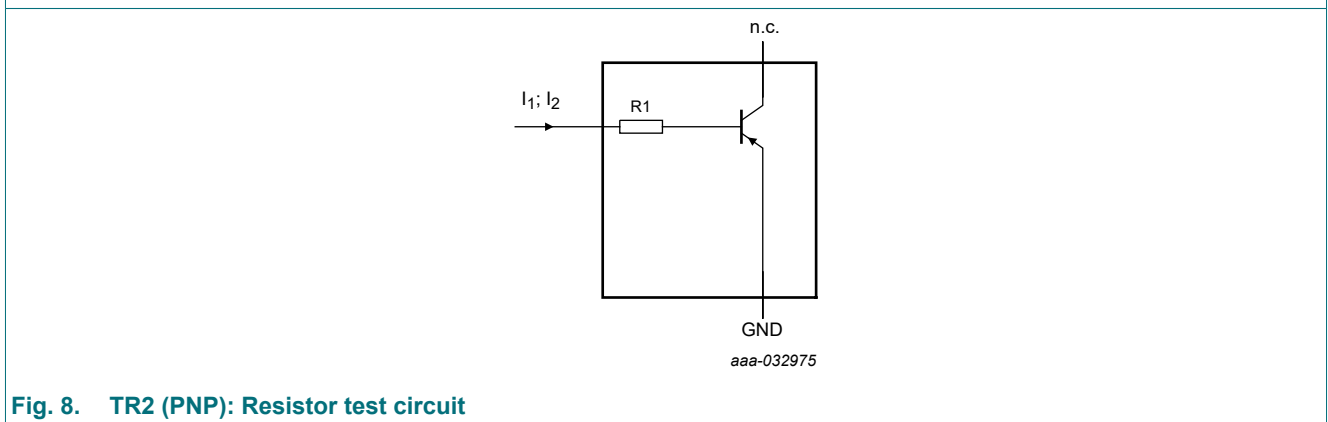 n.c.
I1; I2
R1
GND
aaa-032975
Fig. 8. TR2 (PNP): Resistor test circuit